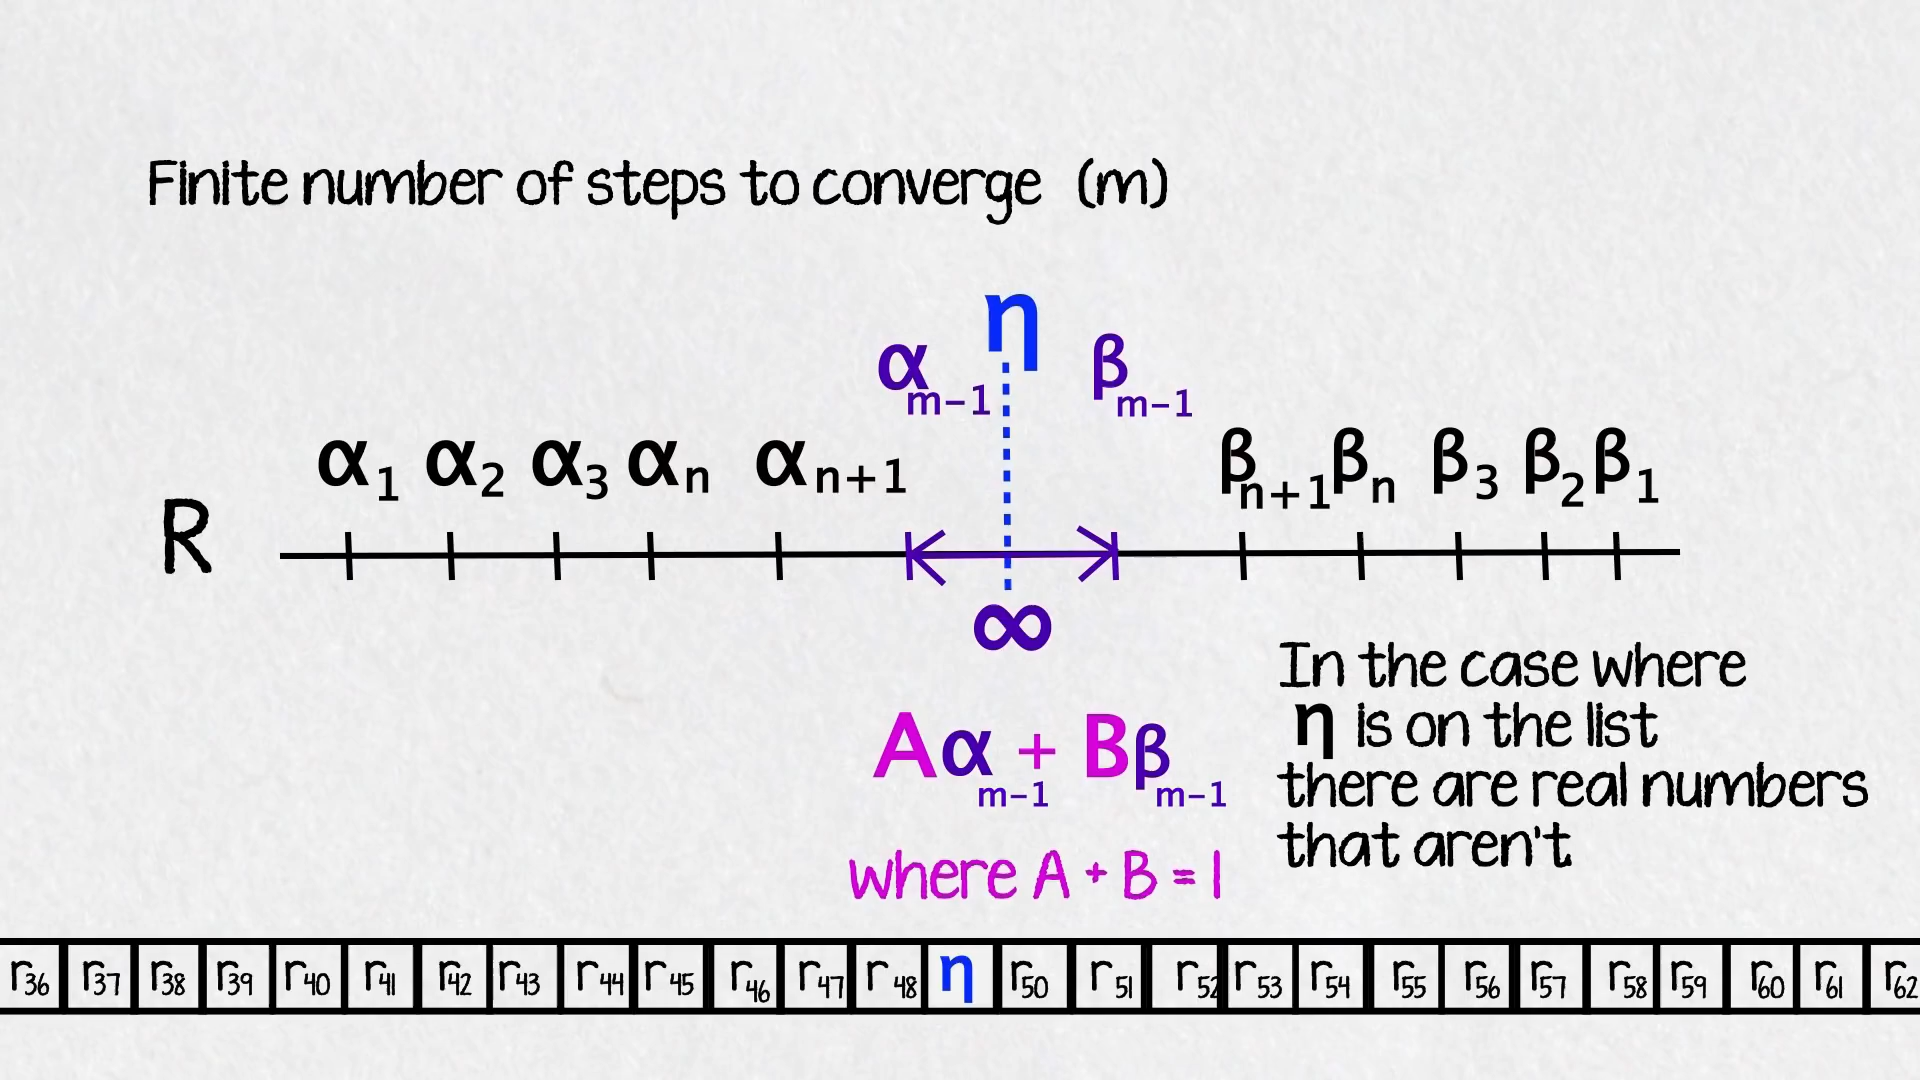 Finite number of steps to converge (m)
η
α m-1 β m-1
α1 α2 α3 αn αn+1 βn+1 βn β3 β2 β1
R
∞
In the case where
η is on the list
there are real numbers
that aren't
Aα m-1 + Bβ m-1
where A + B = 1
r36 r37 r38 r39 r40 r41 r42 r43 r44 r45 r46 r47 r48 η r50 r51 r52 r53 r54 r55 r56 r57 r58 r59 r60 r61 r62